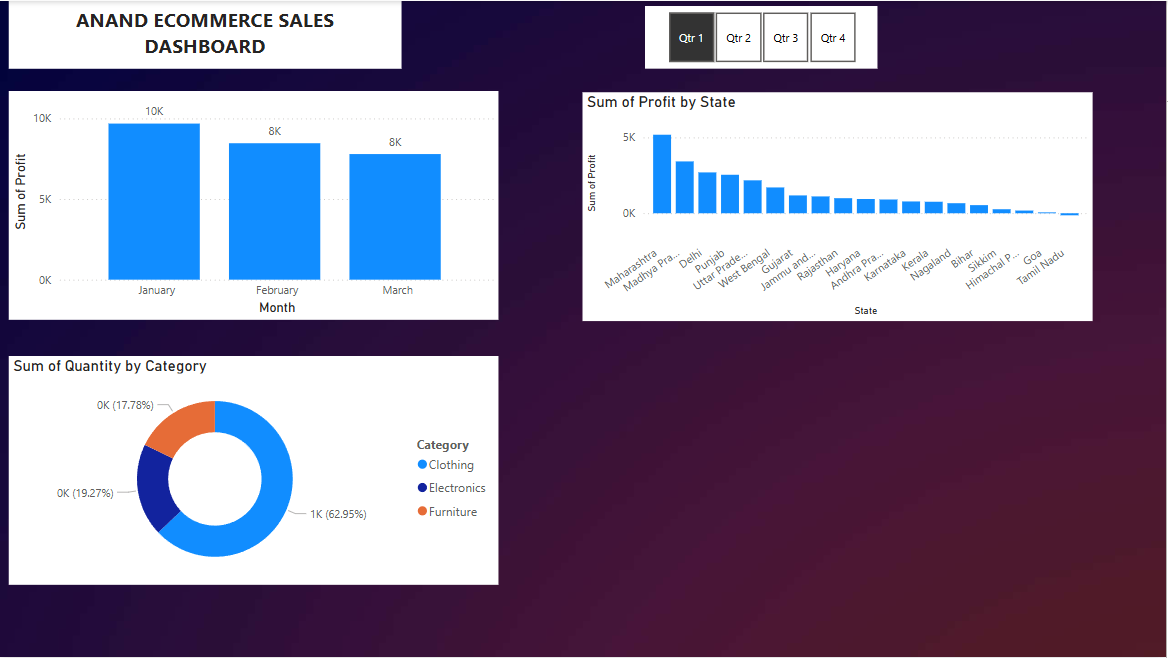 ANAND ECOMMERCE SALES
DASHBOARD
Qtr 1 Qtr 2 Qtr 3 Qtr 4
Sum of Profit
10K
5K
0K
10K
8K
8K
January February March
Month
Sum of Profit by State
Sum of Profit
5K
0K
Maharashtra
Madhya Pra...
Delhi
Punjab
Uttar Prade...
West Bengal
Gujarat
Jammu and...
Rajasthan
Haryana
Andhra Pra...
Karnataka
Kerala
Nagaland
Bihar
Sikkim
Himachal P...
Goa
Tamil Nadu
State
Sum of Quantity by Category
0K (17.78%)
0K (19.27%)
1K (62.95%)
Category
Clothing
Electronics
Furniture